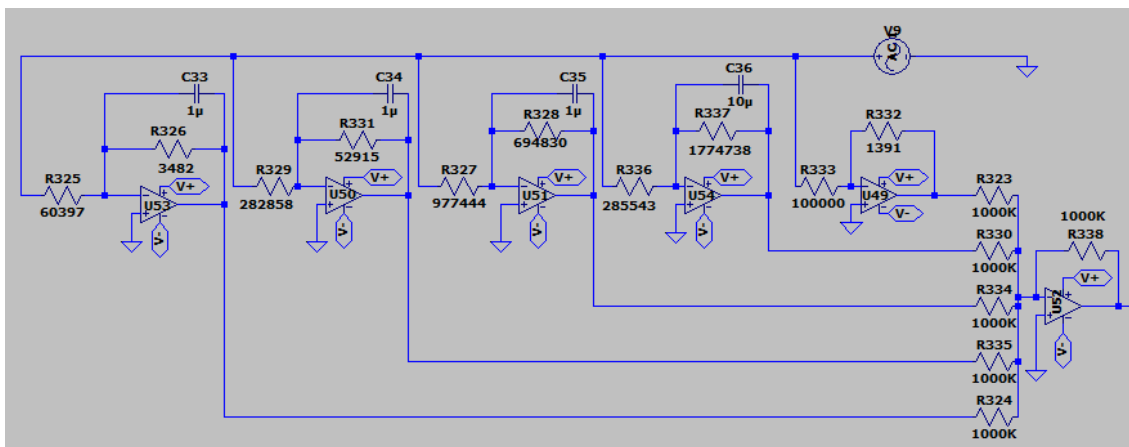 V9
AC 1
C33
1µ
R326
3482
R325
60397
U53
V+
V-
C34
1µ
R331
52915
R329
282858
U50
V+
V-
C35
1µ
R328
694830
R327
977444
U51
V+
V-
C36
10µ
R337
1774738
R336
285543
U54
V+
V-
R332
1391
R333
100000
U49
V+
V-
R323
1000K
R330
1000K
R334
1000K
R335
1000K
R324
1000K
1000K
R338
U52
V+
V-